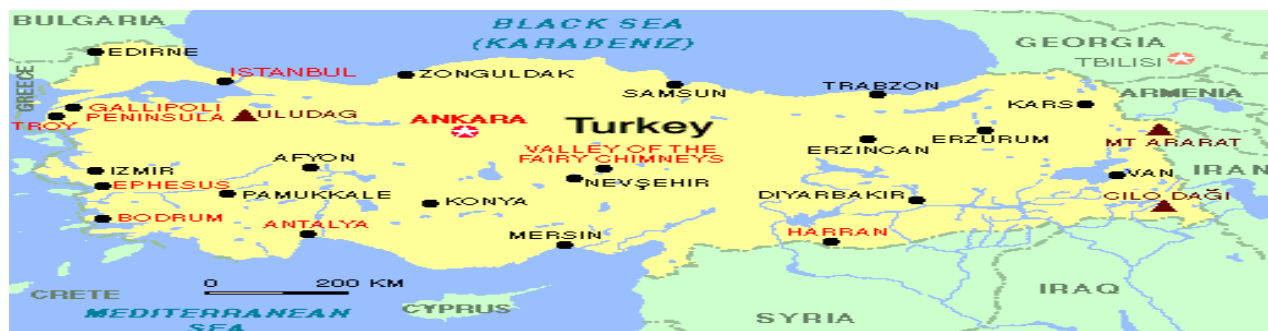 BULGARIA
BLACK SEA
(KARADENIZ)
GEORGIA
TBILISI
EDIRNE
ISTANBUL
ZONGULDAK
SAMSUN
TRABZON
ARMENIA
GREECE
GALLIPOLI
PENINSULA
TROY
ULUDAG
ANKARA
Turkey
KARS
ERZINCAN
ERZURUM
MT ARARAT
IRAN
AFYON
VALLEY OF THE
FAIRY CHIMNEYS
IZMIR
EPHESUS
PAMUKKALE
NEVŞEHIR
DIYARBAKIR
VAN
CILO DAĞI
BODRUM
ANTALYA
KONYA
MERSIN
HARRAN
0 200 KM
CRETE
MEDITERRANEAN
SEA
CYPRUS
SYRIA
IRAQ